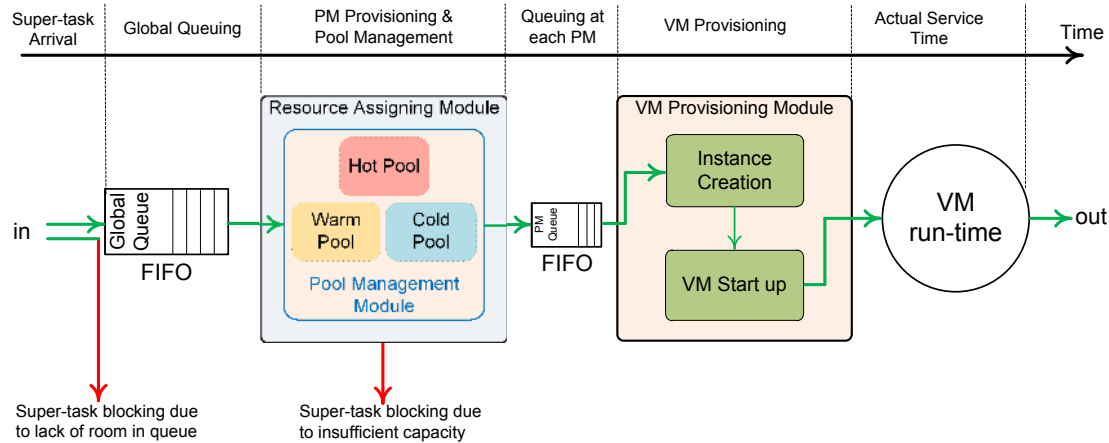 Super-task
Arrival
Global Queuing
PM Provisioning &
Pool Management
Queuing at
each PM
VM Provisioning
Actual Service
Time
Time
Resource Assigning Module
Hot Pool
Warm
Pool
Cold
Pool
Pool Management
Module
VM Provisioning Module
Instance
Creation
VM Start up
in
Global
Queue
FIFO
PM
Queue
FIFO
VM
run-time
out
Super-task blocking due
to lack of room in queue
Super-task blocking due
to insufficient capacity